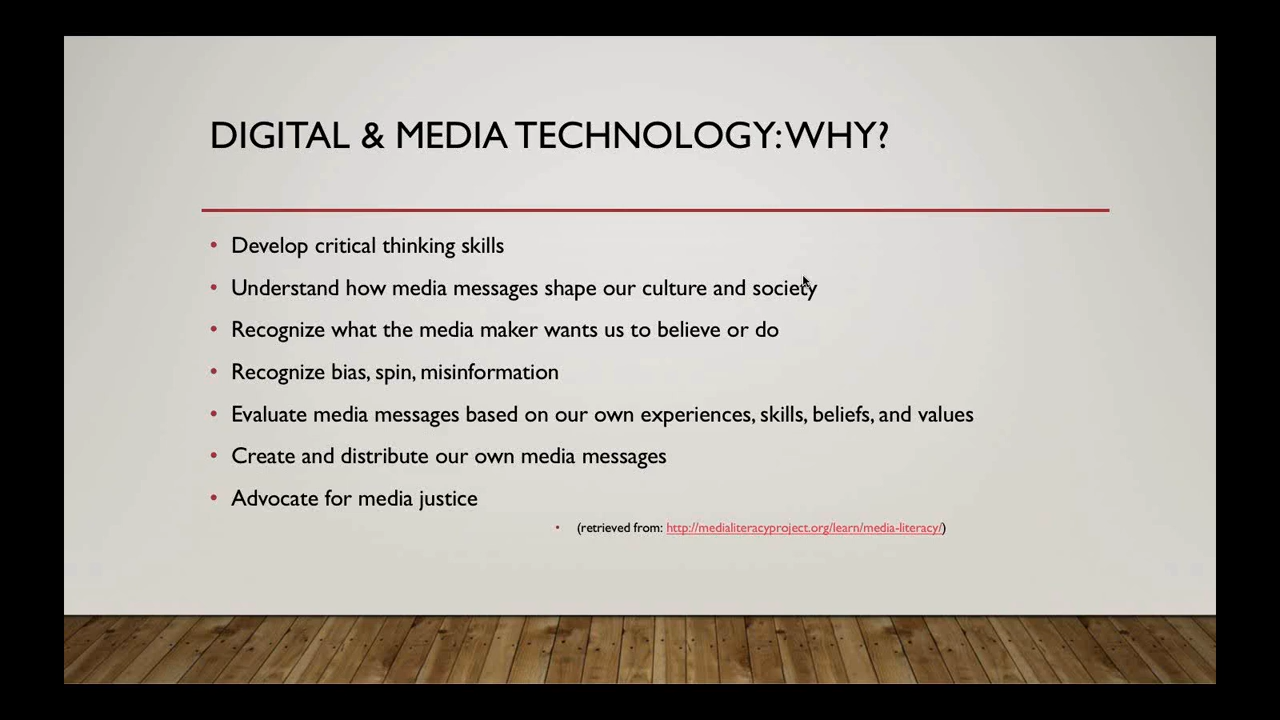 DIGITAL & MEDIA TECHNOLOGY: WHY?
• Develop critical thinking skills
• Understand how media messages shape our culture and society
• Recognize what the media maker wants us to believe or do
• Recognize bias, spin, misinformation
• Evaluate media messages based on our own experiences, skills, beliefs, and values
• Create and distribute our own media messages
• Advocate for media justice
• (retrieved from: http://medialiteracyproject.org/learn/media-literacy/)